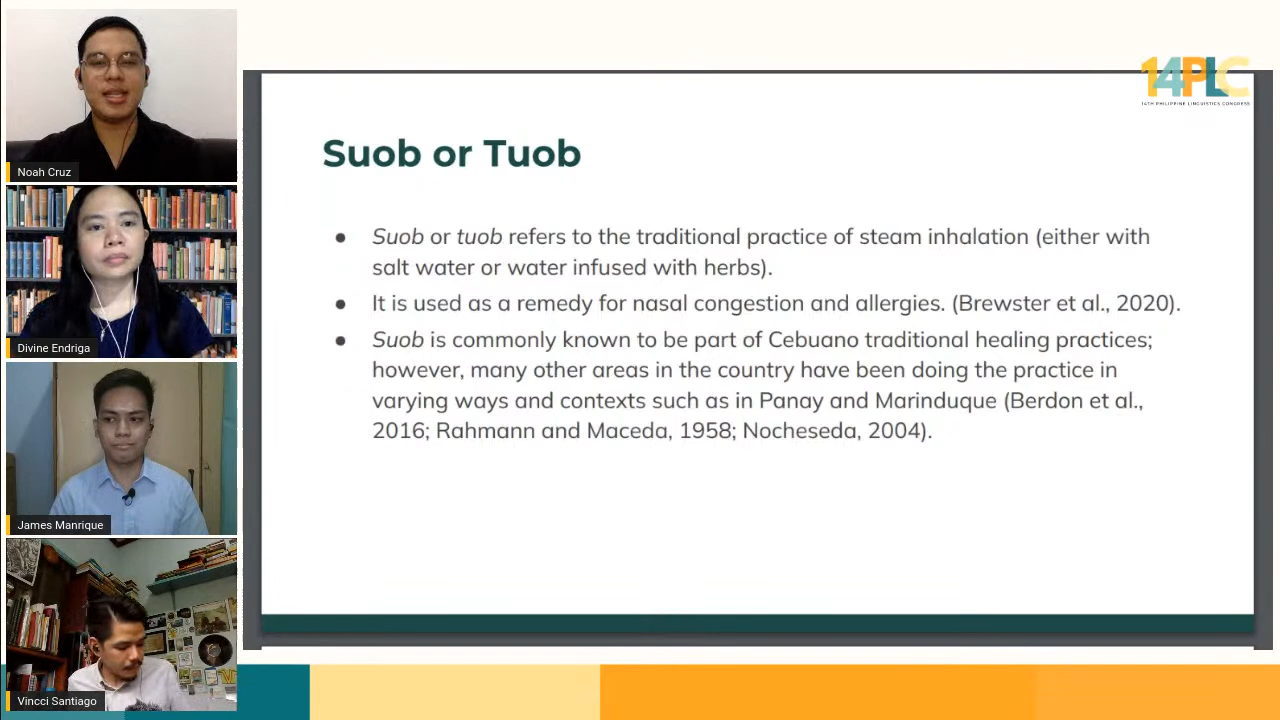 14PLC
14TH PHILIPPINE LINGUISTICS CONGRESS
Suob or Tuob
● Suob or tuob refers to the traditional practice of steam inhalation (either with
salt water or water infused with herbs).
● It is used as a remedy for nasal congestion and allergies. (Brewster et al., 2020).
● Suob is commonly known to be part of Cebuano traditional healing practices;
however, many other areas in the country have been doing the practice in
varying ways and contexts such as in Panay and Marinduque (Berdon et al.,
2016; Rahmann and Maceda, 1958; Nocheseda, 2004).
Noah Cruz
Divine Endriga
James Manrique
Vincci Santiago